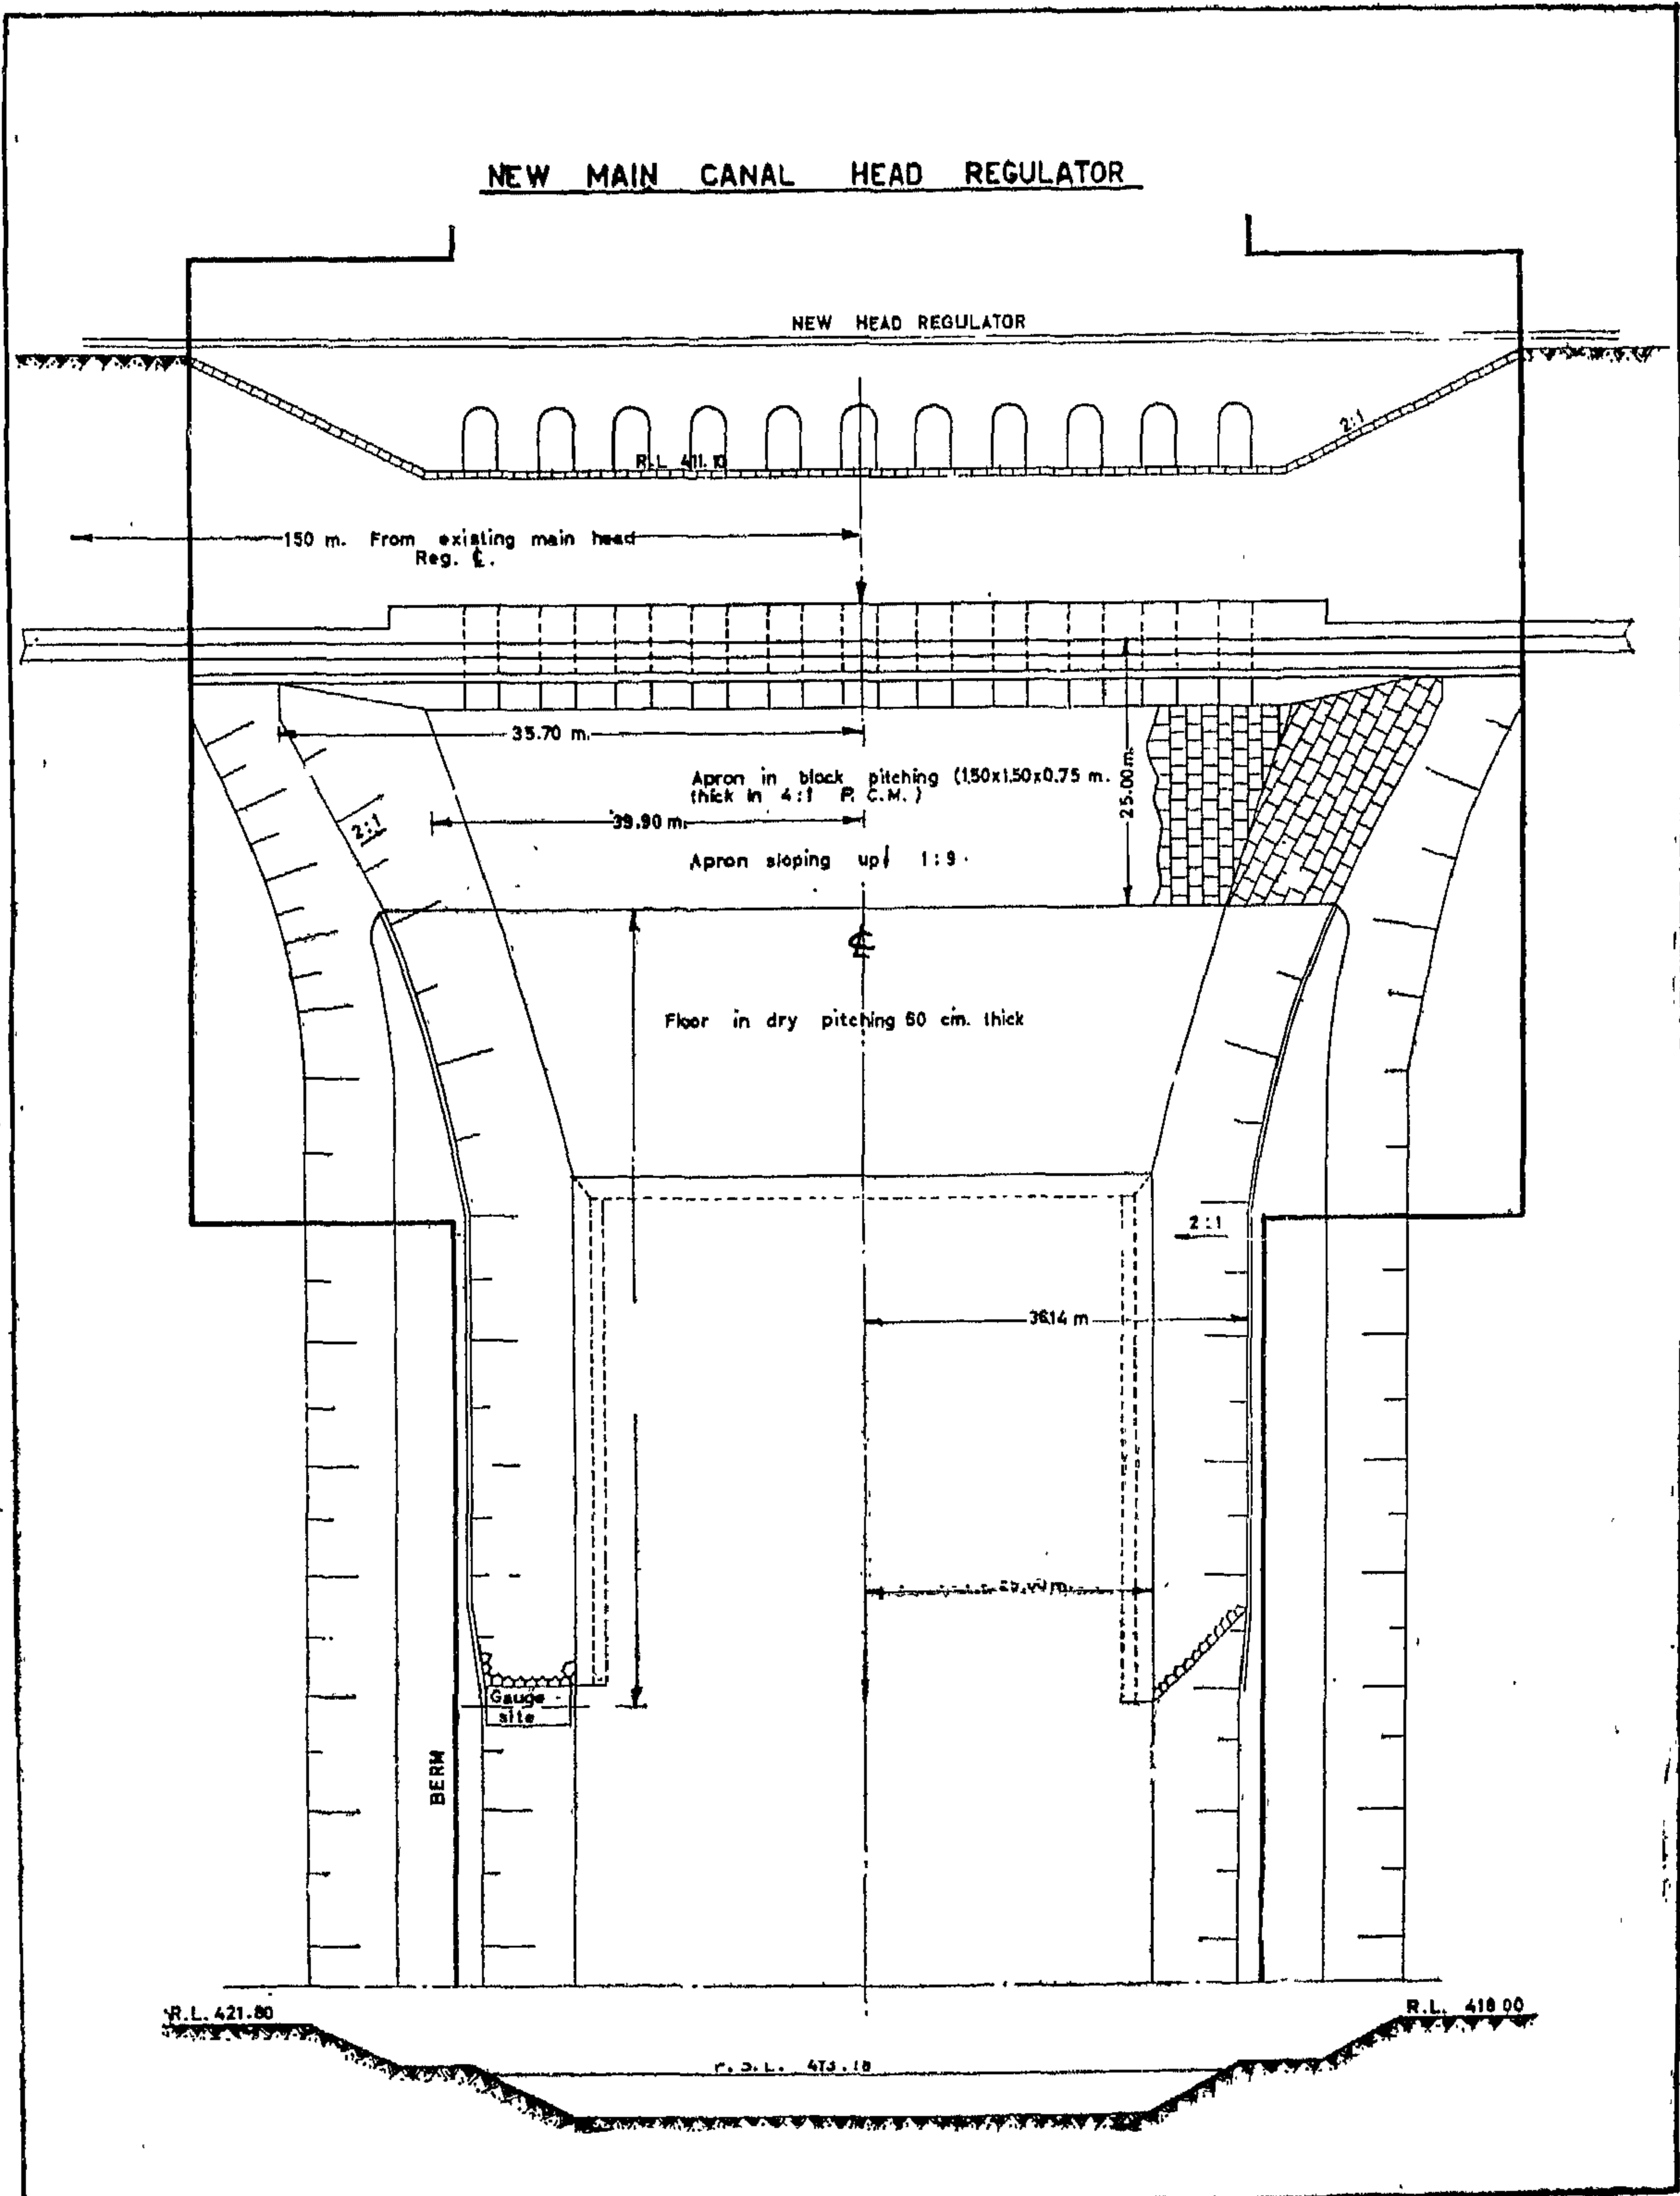 NEW MAIN CANAL HEAD REGULATOR
NEW HEAD REGULATOR
2:1
R.L. 411.10
150 m. From existing main head
Reg. ℄.
35.70 m.
Apron in block pitching (1.50x1.50x0.75 m.
thick in 4:1 P. C.M.)
2:1
39.90 m.
25.00 m.
Apron sloping up 1:9.
℄
Floor in dry pitching 60 cm. thick
2:1
36.14 m
Gauge
site
BERM
R.L. 421.80
R.L. 418.00